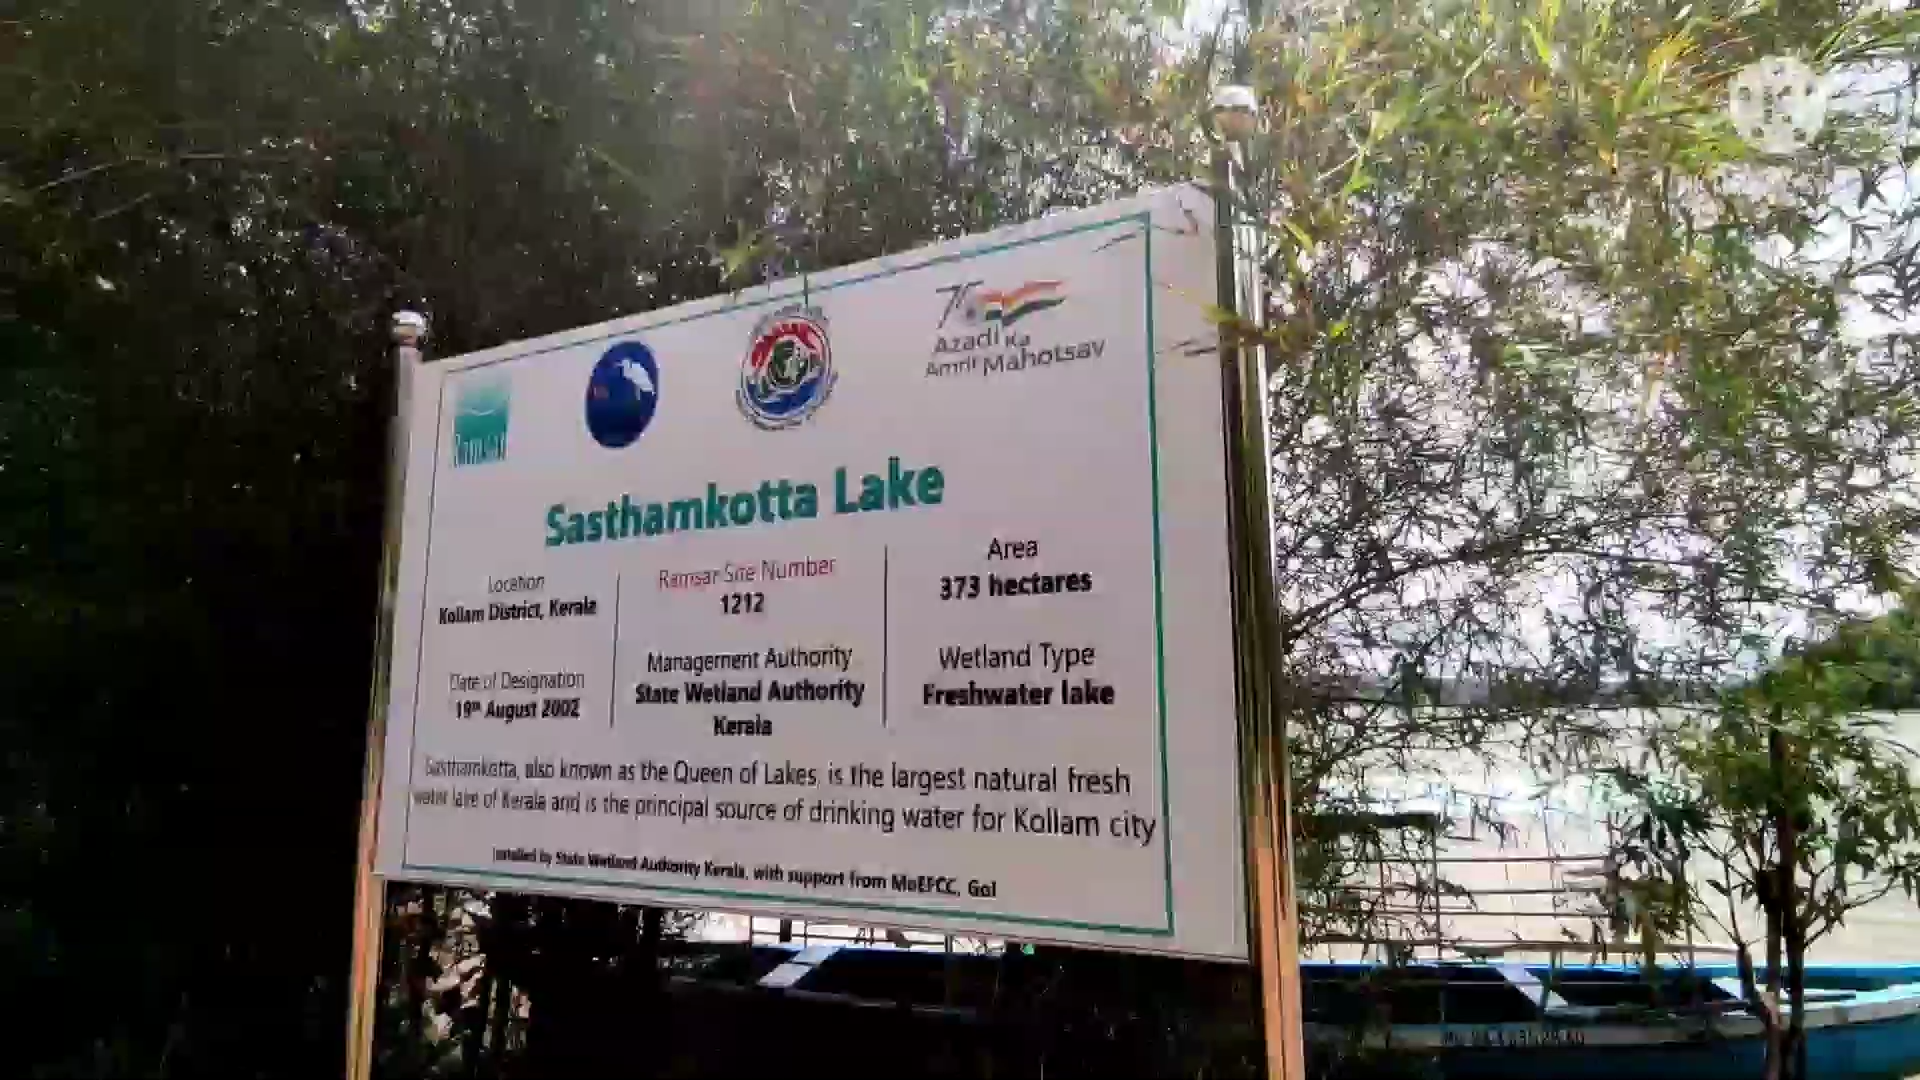 Ramsar
75
Azadi Ka
Amrit Mahotsav
Sasthamkotta Lake
Location
Kollam District, Kerala
Date of Designation
19th August 2002
Ramsar Site Number
1212
Management Authority
State Wetland Authority
Kerala
Area
373 hectares
Wetland Type
Freshwater lake
Sasthamkotta, also known as the Queen of Lakes, is the largest natural fresh
water lake of Kerala and is the principal source of drinking water for Kollam city
Installed by State Wetland Authority Kerala, with support from MoEFCC, GoI